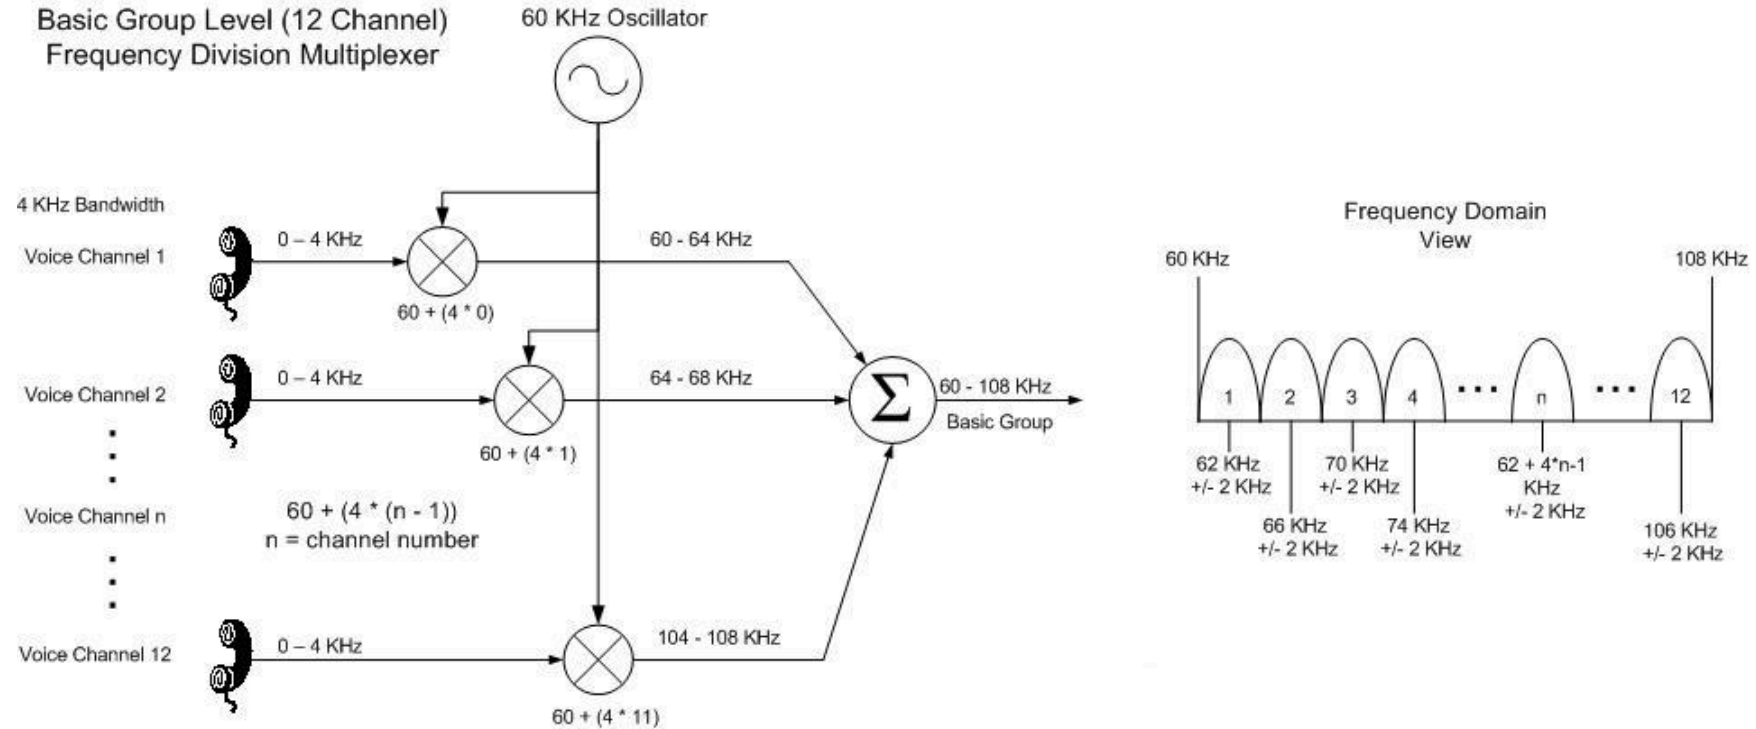 Basic Group Level (12 Channel)
Frequency Division Multiplexer
60 KHz Oscillator
4 KHz Bandwidth
Voice Channel 1
0 – 4 KHz
60 + (4 * 0)
60 - 64 KHz
Voice Channel 2
0 – 4 KHz
60 + (4 * 1)
64 - 68 KHz
Σ
60 - 108 KHz
Basic Group
Voice Channel n
60 + (4 * (n - 1))
n = channel number
Voice Channel 12
0 – 4 KHz
60 + (4 * 11)
104 - 108 KHz
Frequency Domain
View
60 KHz
108 KHz
1 2 3 4 ... n ... 12
62 KHz
+/- 2 KHz
66 KHz
+/- 2 KHz
70 KHz
+/- 2 KHz
74 KHz
+/- 2 KHz
62 + 4*n-1
KHz
+/- 2 KHz
106 KHz
+/- 2 KHz